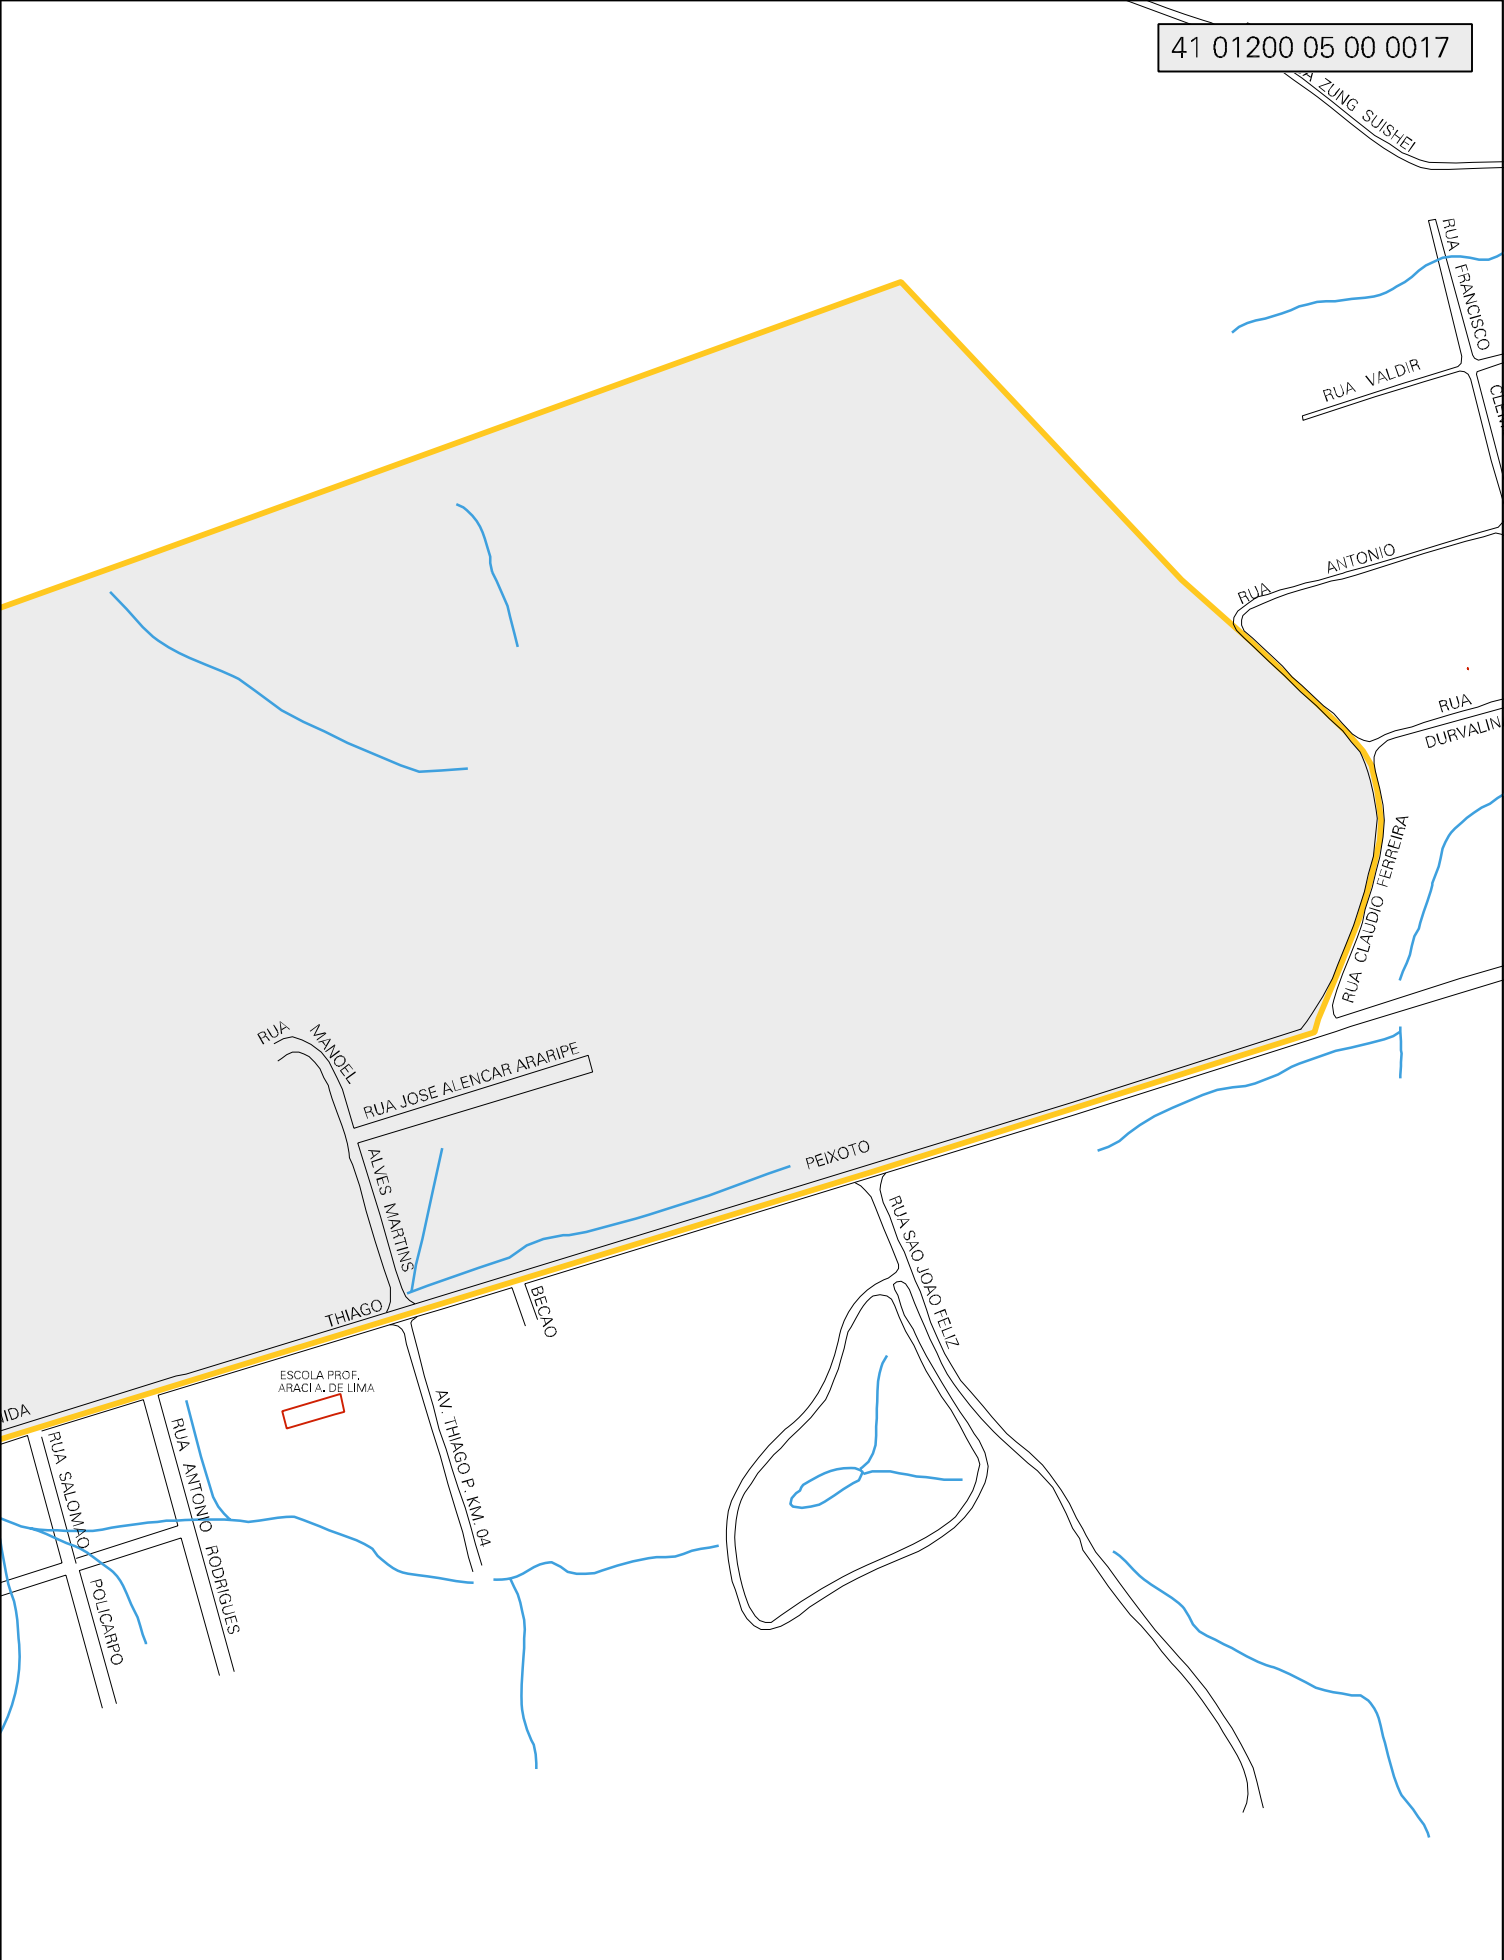 41 01200 05 00 0017
ZUNG SUISHEI
RUA FRANCISCO
RUA VALDIR
RUA ANTONIO
RUA
DURVALIN
RUA CLAUDIO FERREIRA
RUA MANOEL
ALVES MARTINS
RUA JOSE ALENCAR ARARIPE
PEIXOTO
THIAGO
RUA SAO JOAO FELIZ
BECAO
ESCOLA PROF.
ARACI A. DE LIMA
AV. THIAGO P. KM. 04
RUA SALOMAO
POLICARPO
RUA ANTONIO RODRIGUES